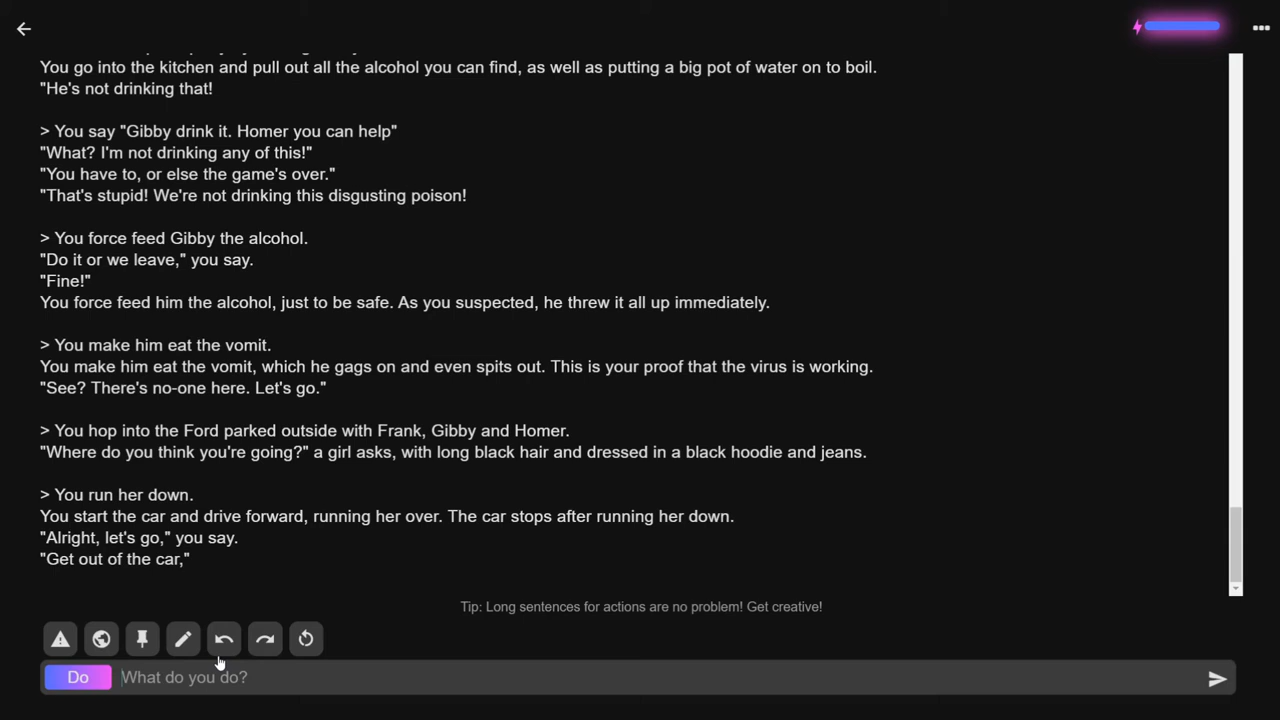 You go into the kitchen and pull out all the alcohol you can find, as well as putting a big pot of water on to boil.
"He's not drinking that!
> You say "Gibby drink it. Homer you can help"
"What? I'm not drinking any of this!"
"You have to, or else the game's over."
"That's stupid! We're not drinking this disgusting poison!
> You force feed Gibby the alcohol.
"Do it or we leave," you say.
"Fine!"
You force feed him the alcohol, just to be safe. As you suspected, he threw it all up immediately.
> You make him eat the vomit.
You make him eat the vomit, which he gags on and even spits out. This is your proof that the virus is working.
"See? There's no-one here. Let's go."
> You hop into the Ford parked outside with Frank, Gibby and Homer.
"Where do you think you're going?" a girl asks, with long black hair and dressed in a black hoodie and jeans.
> You run her down.
You start the car and drive forward, running her over. The car stops after running her down.
"Alright, let's go," you say.
"Get out of the car,"
Tip: Long sentences for actions are no problem! Get creative!
Do What do you do?